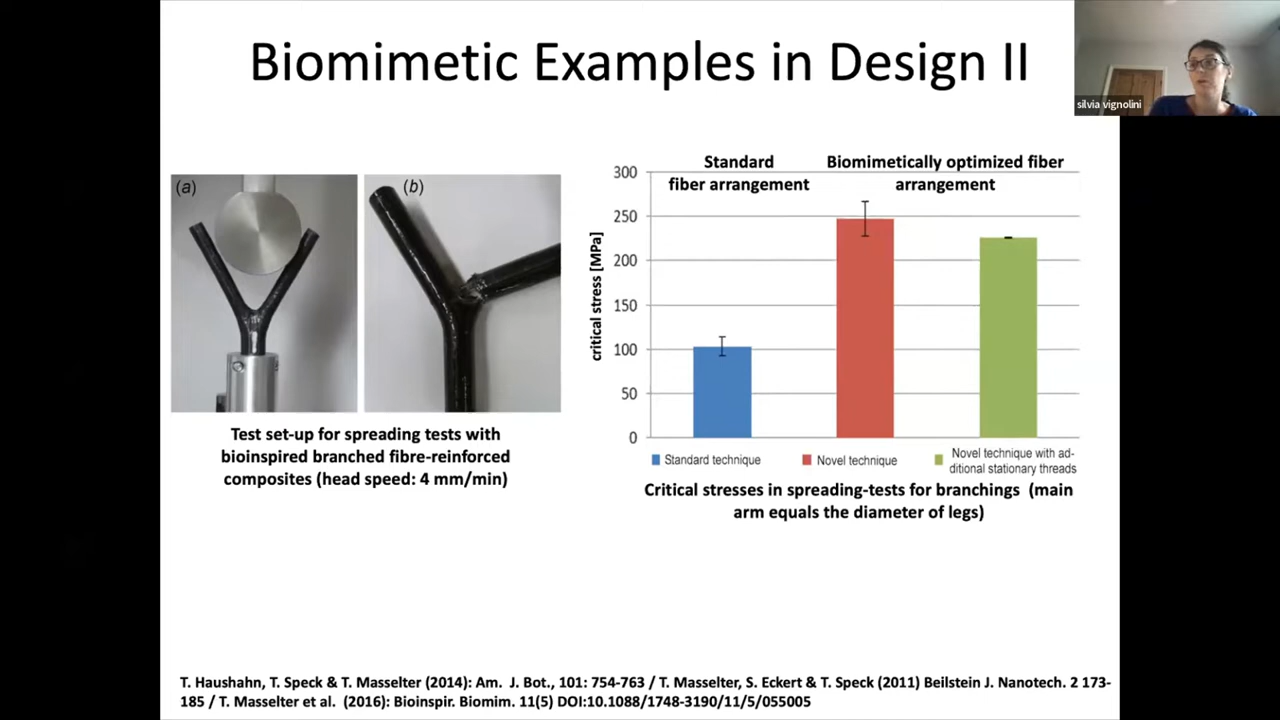 Biomimetic Examples in Design II
silvia vignolini
(a)
(b)
Test set-up for spreading tests with
bioinspired branched fibre-reinforced
composites (head speed: 4 mm/min)
Standard
fiber arrangement
Biomimetically optimized fiber
arrangement
critical stress [MPa]
300
250
200
150
100
50
0
Standard technique
Novel technique
Novel technique with ad-
ditional stationary threads
Critical stresses in spreading-tests for branchings (main
arm equals the diameter of legs)
T. Haushahn, T. Speck & T. Masselter (2014): Am. J. Bot., 101: 754-763 / T. Masselter, S. Eckert & T. Speck (2011) Beilstein J. Nanotech. 2 173-
185 / T. Masselter et al. (2016): Bioinspir. Biomim. 11(5) DOI:10.1088/1748-3190/11/5/055005